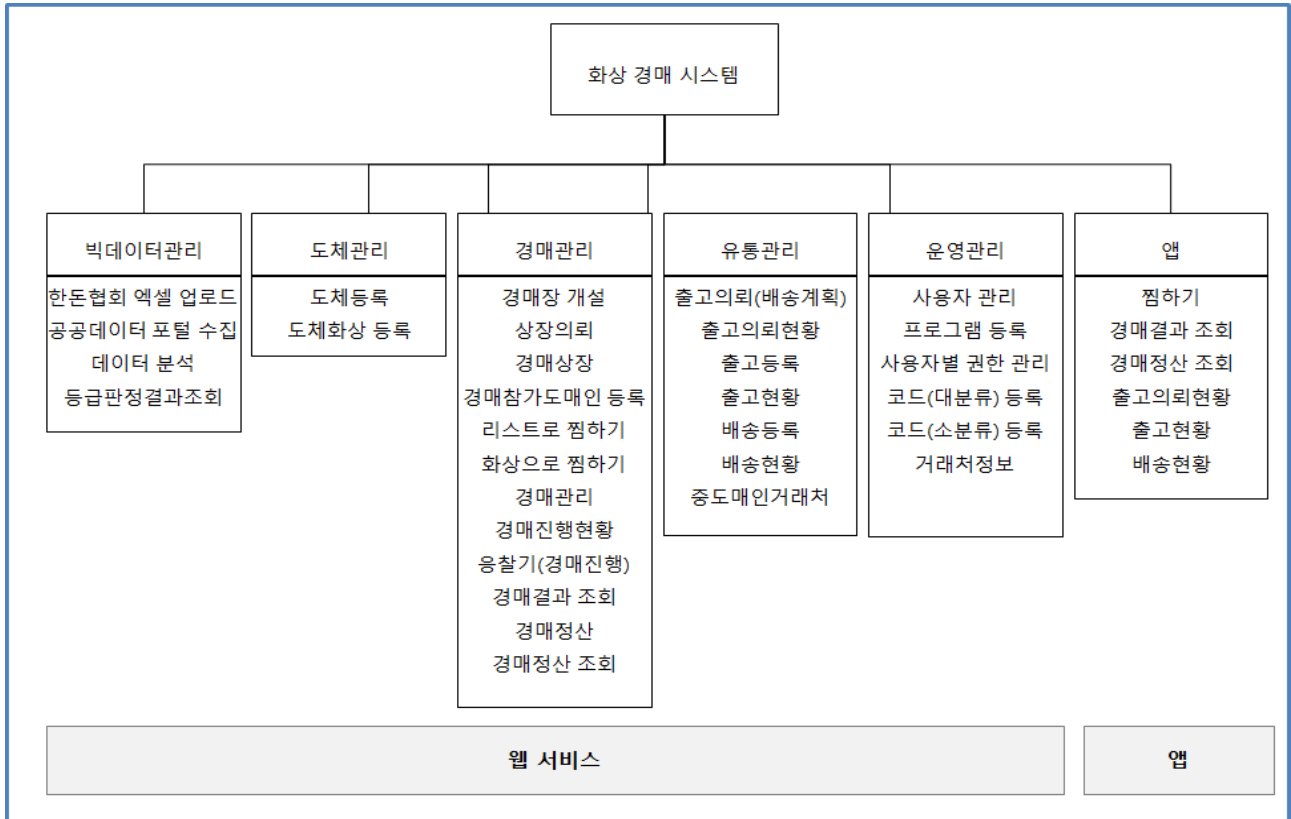 화상 경매 시스템
빅데이터관리
한돈협회 엑셀 업로드
공공데이터 포털 수집
데이터 분석
등급판정결과조회
도체관리
도체등록
도체화상 등록
경매관리
경매장 개설
상장의뢰
경매상장
경매참가도매인 등록
리스트로 찜하기
화상으로 찜하기
경매관리
경매진행현황
응찰기(경매진행)
경매결과 조회
경매정산
경매정산 조회
유통관리
출고의뢰(배송계획)
출고의뢰현황
출고등록
출고현황
배송등록
배송현황
중도매인거래처
운영관리
사용자 관리
프로그램 등록
사용자별 권한 관리
코드(대분류) 등록
코드(소분류) 등록
거래처정보
앱
찜하기
경매결과 조회
경매정산 조회
출고의뢰현황
출고현황
배송현황
웹 서비스
앱